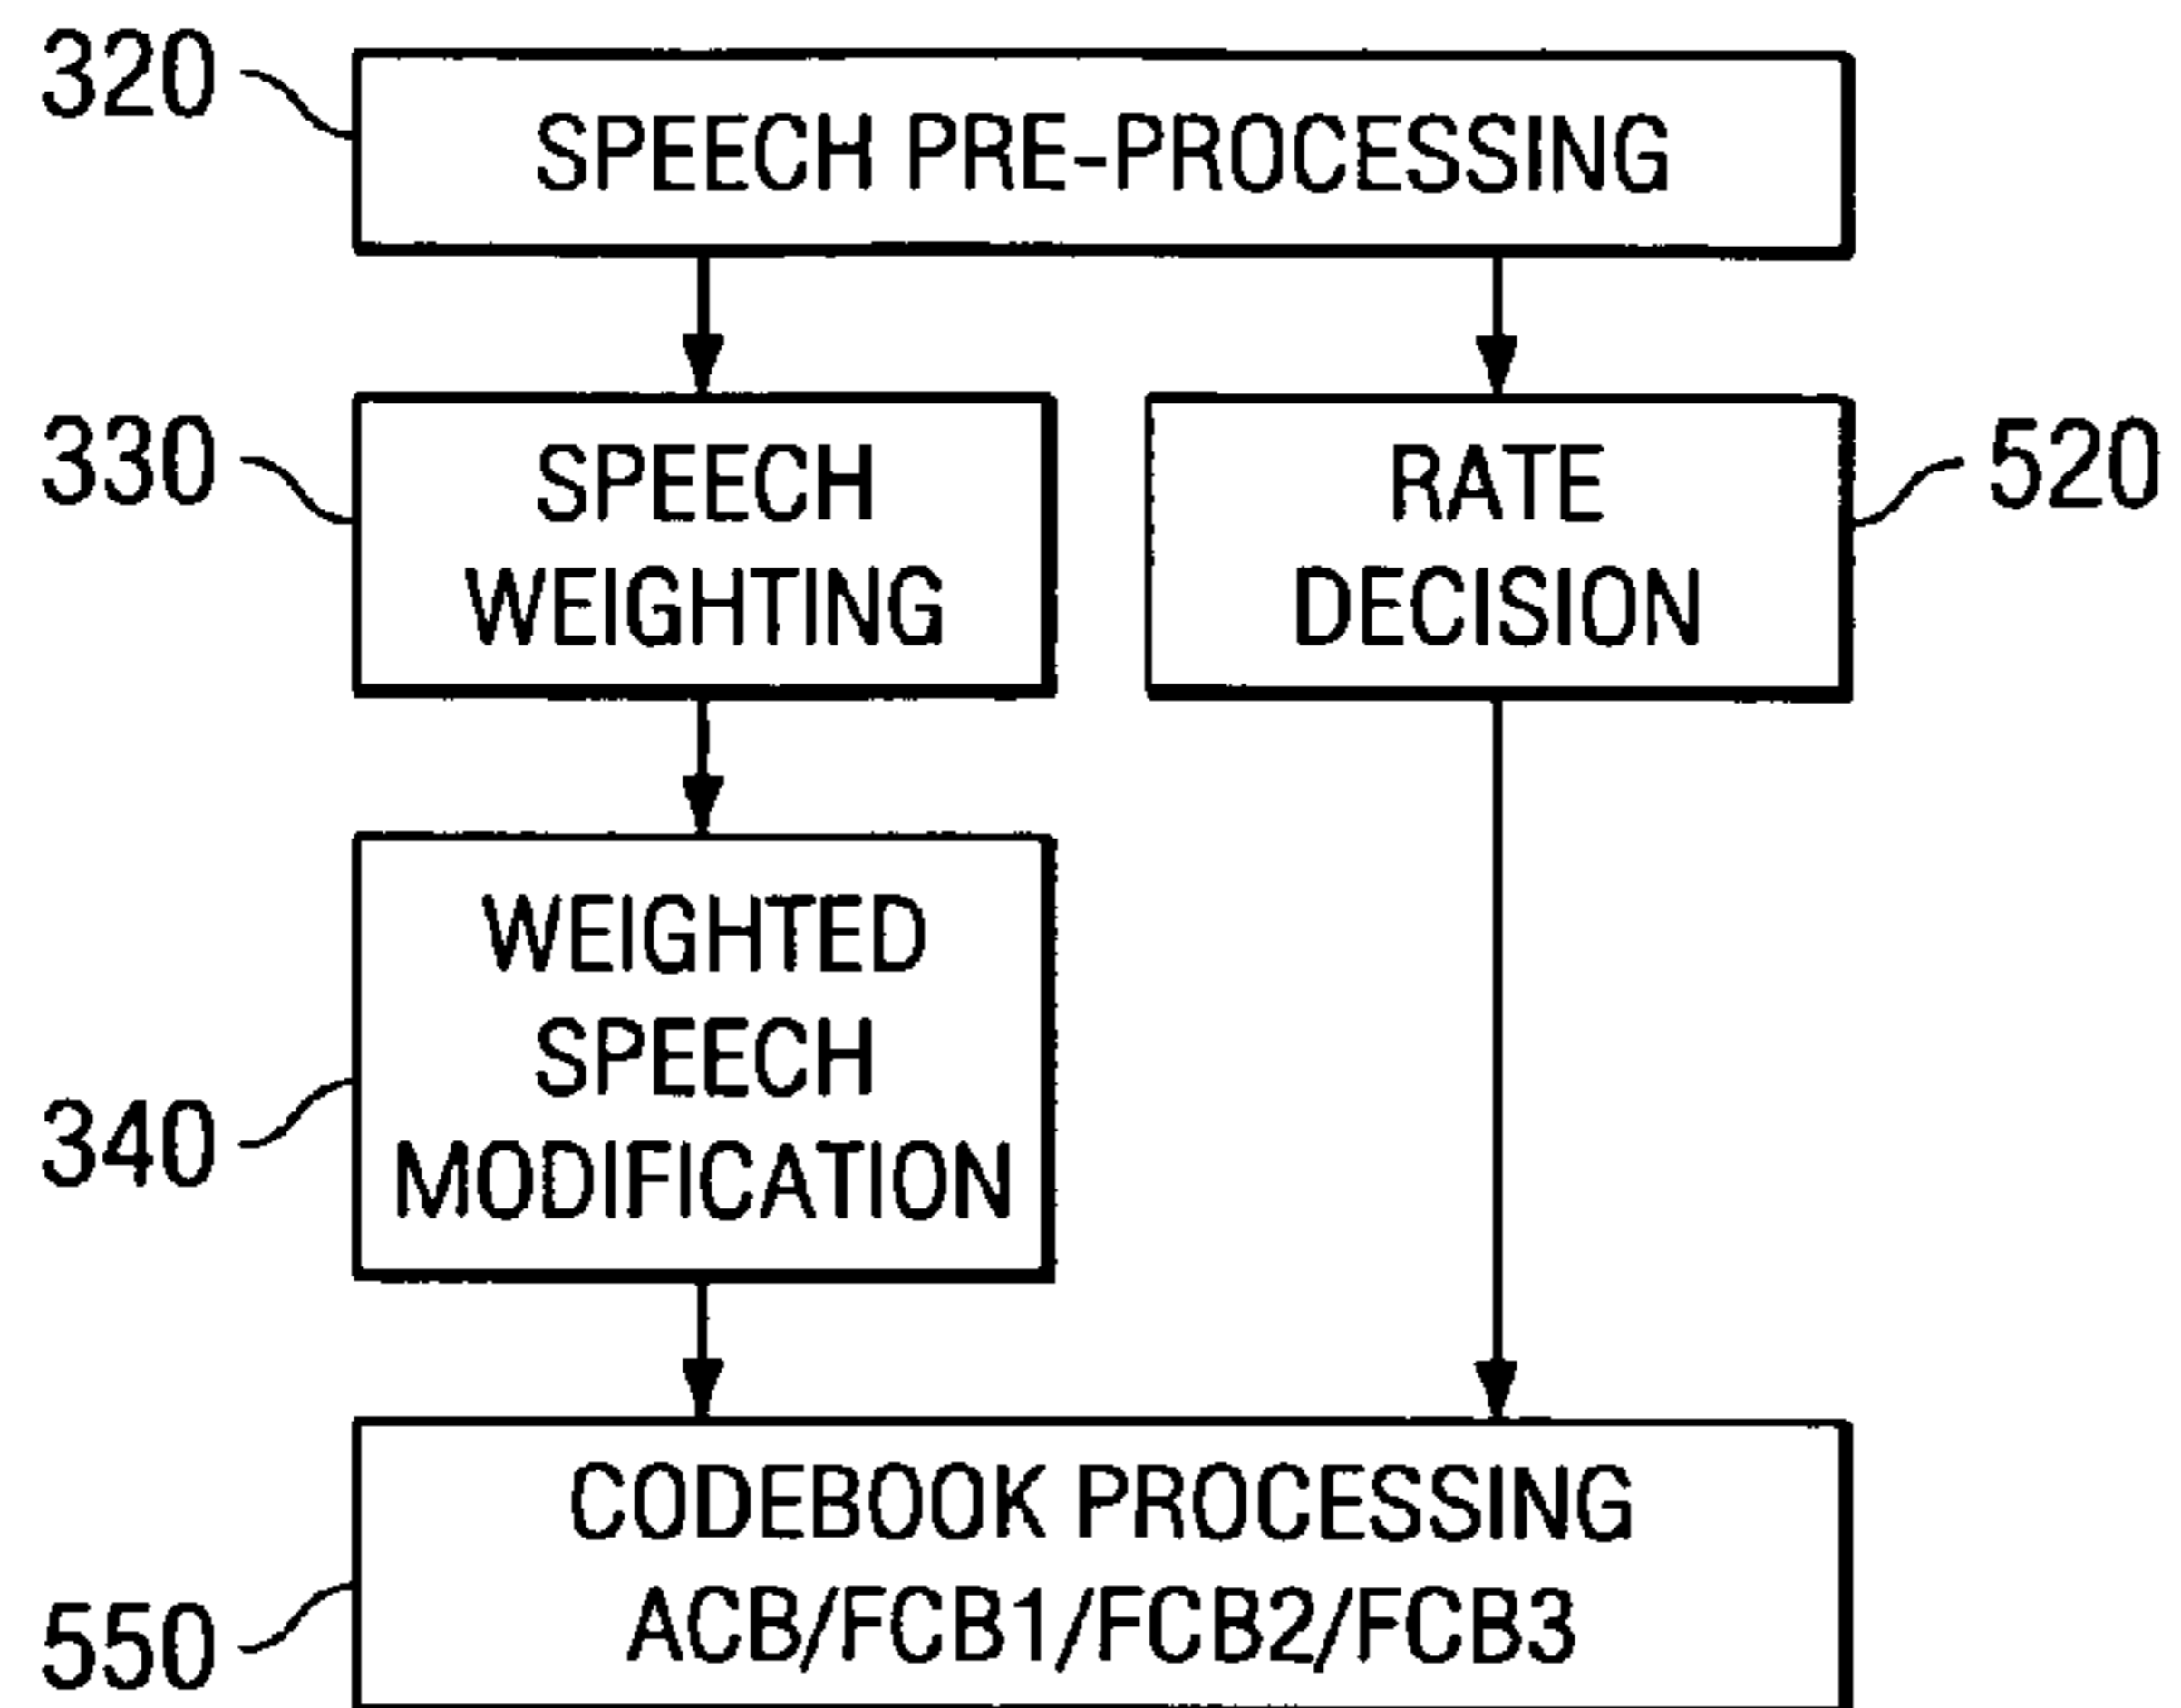 320
SPEECH PRE-PROCESSING
330
SPEECH
WEIGHTING
RATE
DECISION
520
WEIGHTED
SPEECH
MODIFICATION
340
CODEBOOK PROCESSING
ACB/FCB1/FCB2/FCB3
550